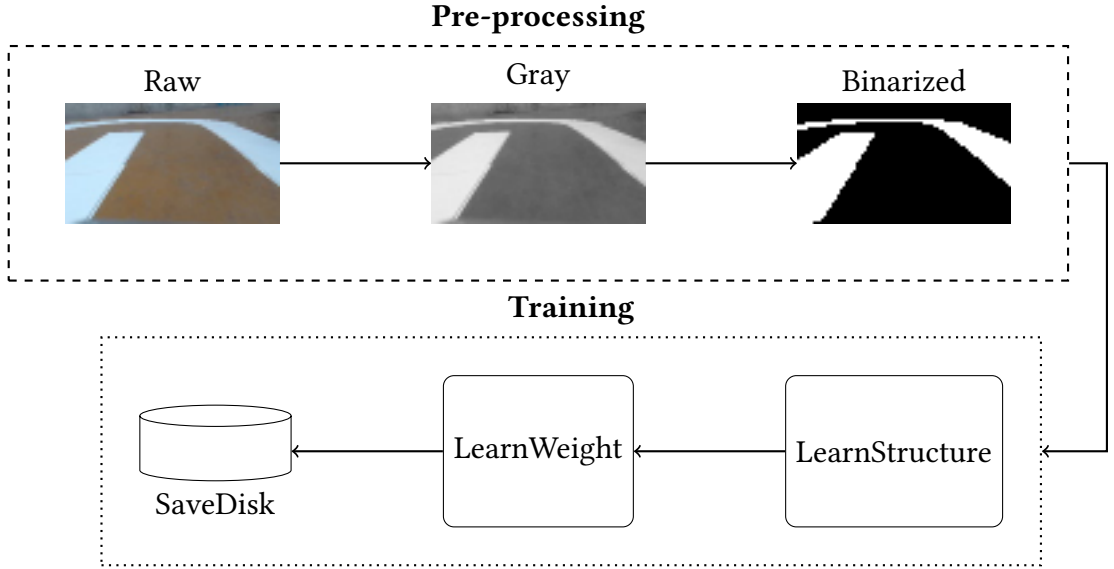 Pre-processing
Raw
Gray
Binarized
Training
LearnWeight
LearnStructure
SaveDisk